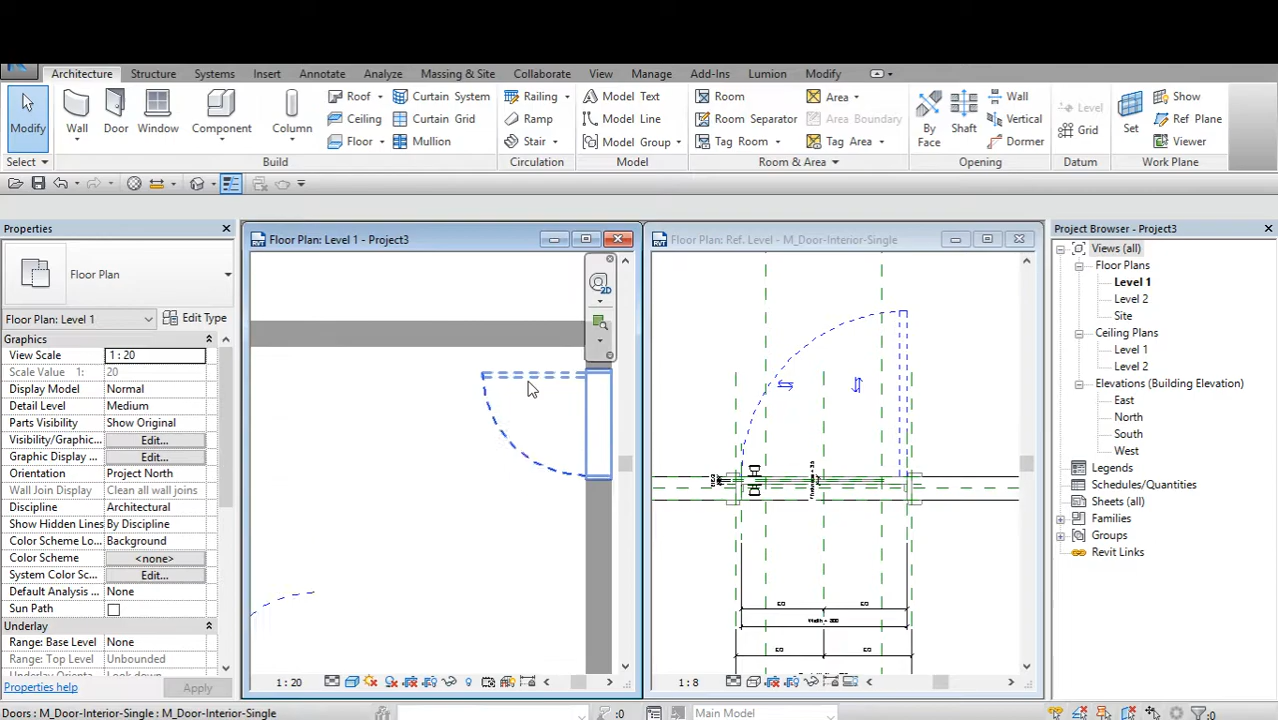 Architecture Structure Systems Insert Annotate Analyze Massing & Site Collaborate View Manage Add-Ins Lumion Modify
Modify
Select
Wall
Door
Window
Component
Column
Roof
Ceiling
Floor
Curtain System
Curtain Grid
Mullion
Build
Railing
Ramp
Stair
Circulation
Model Text
Model Line
Model Group
Model
Room
Room Separator
Tag Room
Area
Area Boundary
Tag Area
Room & Area
By Face
Shaft
Wall
Vertical
Dormer
Opening
Level
Grid
Datum
Set
Show
Ref Plane
Viewer
Work Plane
Properties
Floor Plan
Floor Plan: Level 1
Edit Type
Graphics
View Scale 1 : 20
Scale Value 1: 20
Display Model Normal
Detail Level Medium
Parts Visibility Show Original
Visibility/Graphic... Edit...
Graphic Display ... Edit...
Orientation Project North
Wall Join Display Clean all wall joins
Discipline Architectural
Show Hidden Lines By Discipline
Color Scheme Lo... Background
Color Scheme <none>
System Color Sc... Edit...
Default Analysis ... None
Sun Path
Underlay
Range: Base Level None
Range: Top Level Unbounded
Properties help
Apply
Floor Plan: Level 1 - Project3
2D
1 : 20
Floor Plan: Ref. Level - M_Door-Interior-Single
EQ EQ
EQ EQ
1 : 8
Project Browser - Project3
Views (all)
Floor Plans
Level 1
Level 2
Site
Ceiling Plans
Level 1
Level 2
Elevations (Building Elevation)
East
North
South
West
Legends
Schedules/Quantities
Sheets (all)
Families
Groups
Revit Links
Doors : M_Door-Interior-Single : M_Door-Interior-Single
:0
Main Model
:0